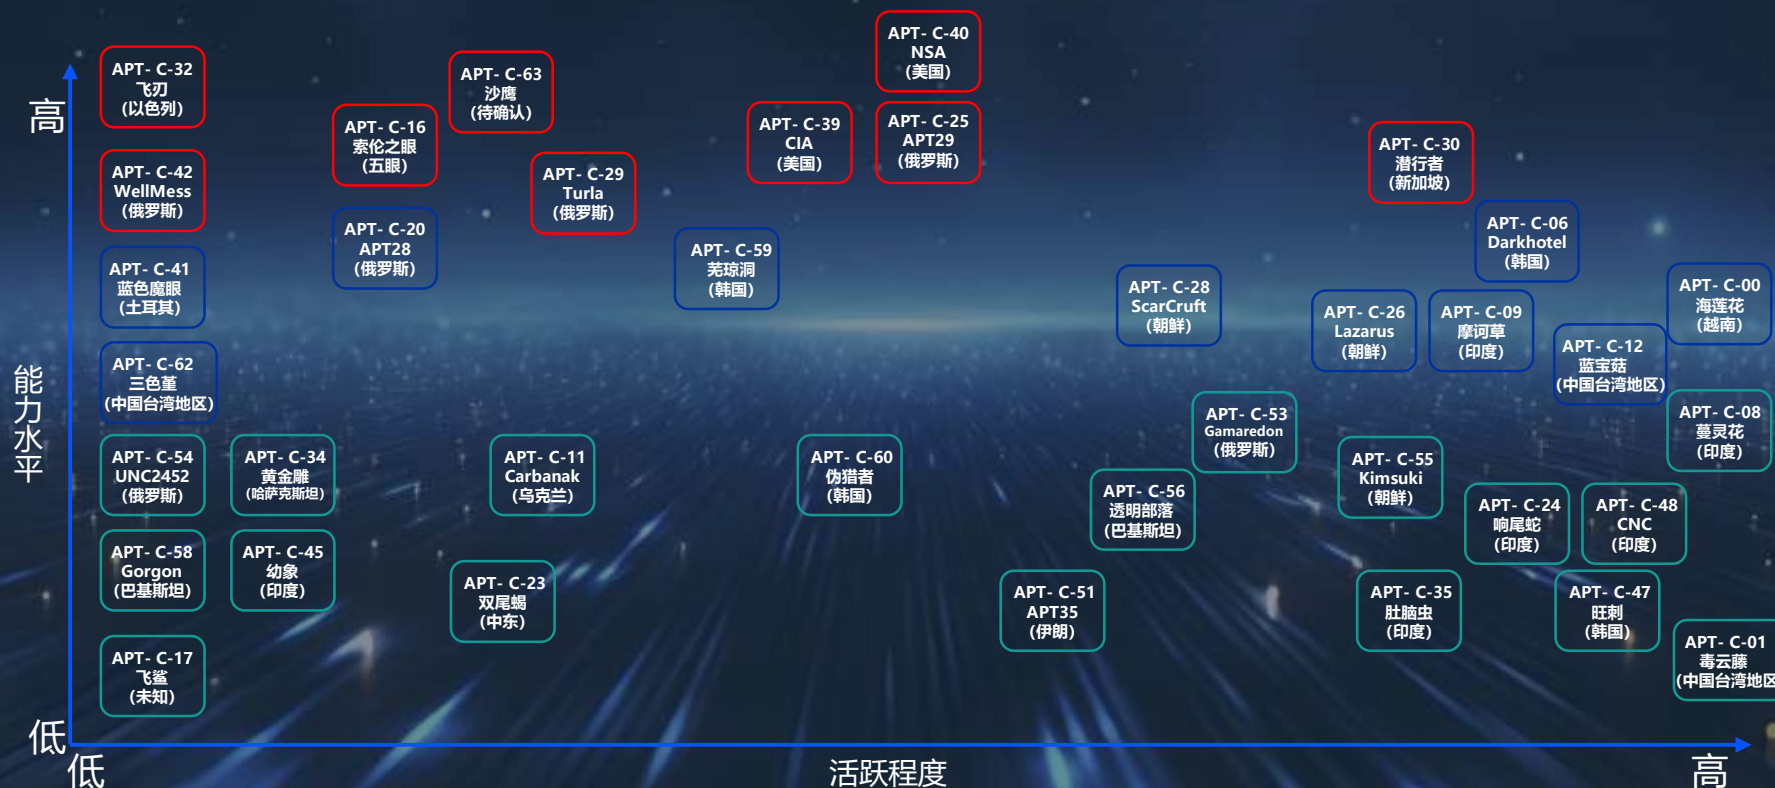 APT- C-40
NSA
(美国)
APT- C-32
飞刃
(以色列)
APT- C-63
沙鹰
(待确认)
高
APT- C-16
索伦之眼
(五眼)
APT- C-39
CIA
(美国)
APT- C-25
APT29
(俄罗斯)
APT- C-30
潜行者
(新加坡)
APT- C-42
WellMess
(俄罗斯)
APT- C-29
Turla
(俄罗斯)
APT- C-20
APT28
(俄罗斯)
APT- C-59
芜琼洞
(韩国)
APT- C-06
Darkhotel
(韩国)
APT- C-41
蓝色魔眼
(土耳其)
APT- C-28
ScarCruft
(朝鲜)
APT- C-26
Lazarus
(朝鲜)
APT- C-09
摩诃草
(印度)
APT- C-00
海莲花
(越南)
APT- C-62
三色堇
(中国台湾地区)
APT- C-12
蓝宝菇
(中国台湾地区)
能力水平
APT- C-53
Gamaredon
(俄罗斯)
APT- C-08
蔓灵花
(印度)
APT- C-54
UNC2452
(俄罗斯)
APT- C-34
黄金雕
(哈萨克斯坦)
APT- C-11
Carbanak
(乌克兰)
APT- C-60
伪猎者
(韩国)
APT- C-55
Kimsuki
(朝鲜)
APT- C-56
透明部落
(巴基斯坦)
APT- C-24
响尾蛇
(印度)
APT- C-48
CNC
(印度)
APT- C-58
Gorgon
(巴基斯坦)
APT- C-45
幼象
(印度)
APT- C-23
双尾蝎
(中东)
APT- C-51
APT35
(伊朗)
APT- C-35
肚脑虫
(印度)
APT- C-47
旺刺
(韩国)
APT- C-17
飞鲨
(未知)
APT- C-01
毒云藤
(中国台湾地区
低
低
活跃程度
高